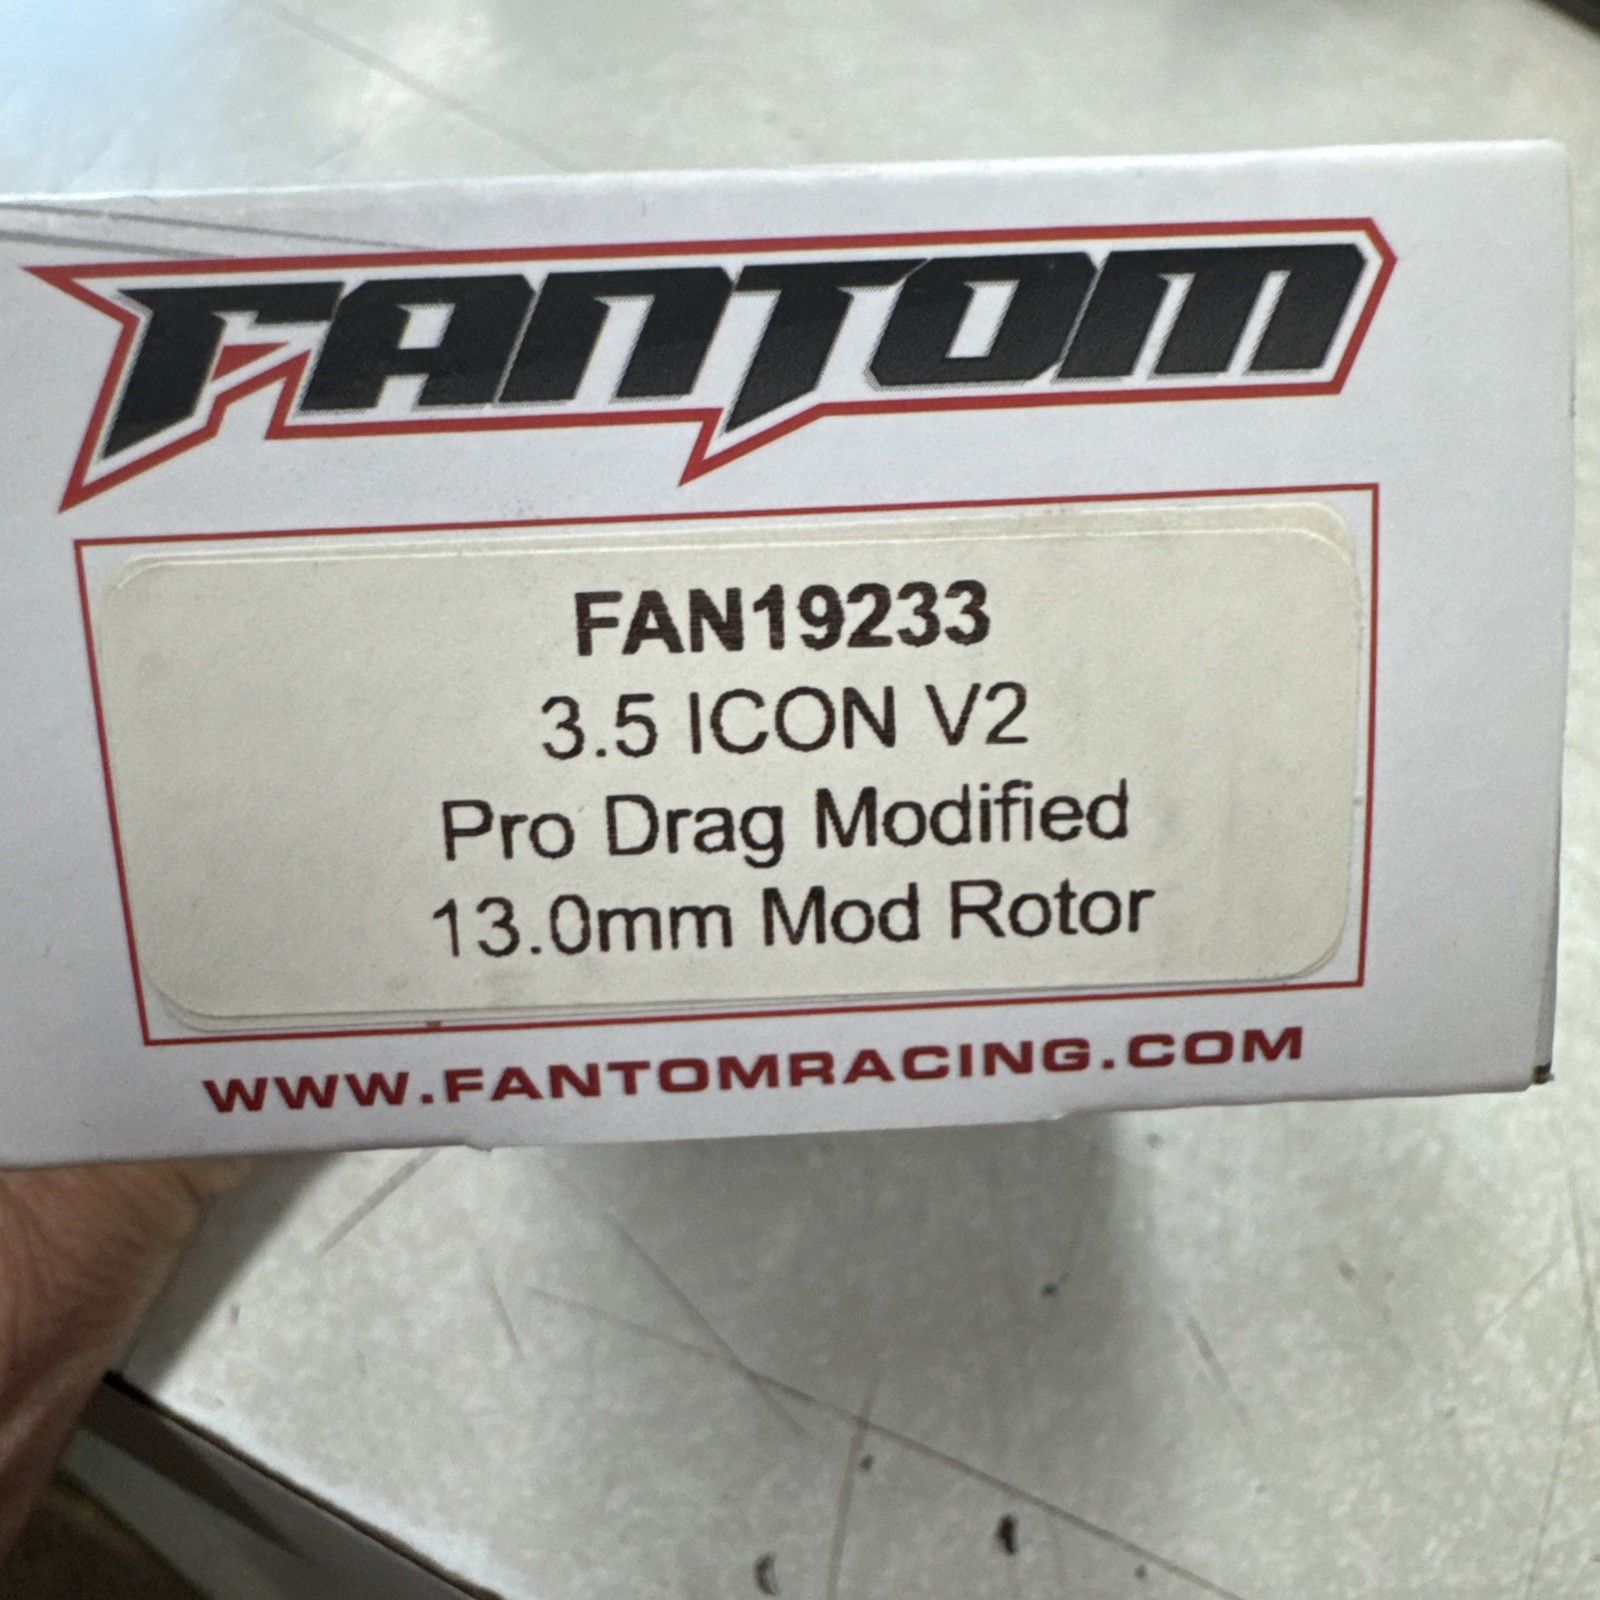 FANTOM
FAN19233
3.5 ICON V2
Pro Drag Modified
13.0mm Mod Rotor
WWW.FANTOMRACING.COM